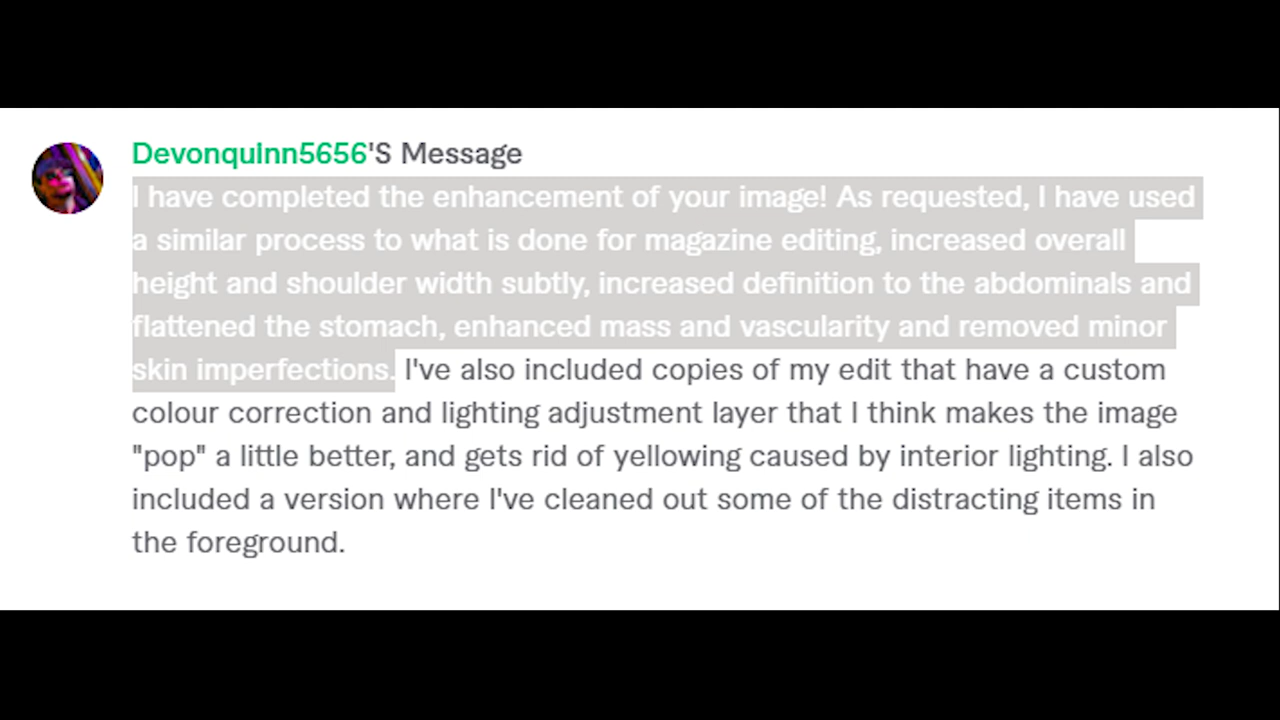 DevonquInn5656'S Message
I have completed the enhancement of your image! As requested, I have used
a similar process to what is done for magazine editing, increased overall
height and shoulder width subtly, increased definition to the abdominals and
flattened the stomach, enhanced mass and vascularity and removed minor
skin imperfections. I've also included copies of my edit that have a custom
colour correction and lighting adjustment layer that I think makes the image
"pop" a little better, and gets rid of yellowing caused by interior lighting. I also
included a version where I've cleaned out some of the distracting items in
the foreground.